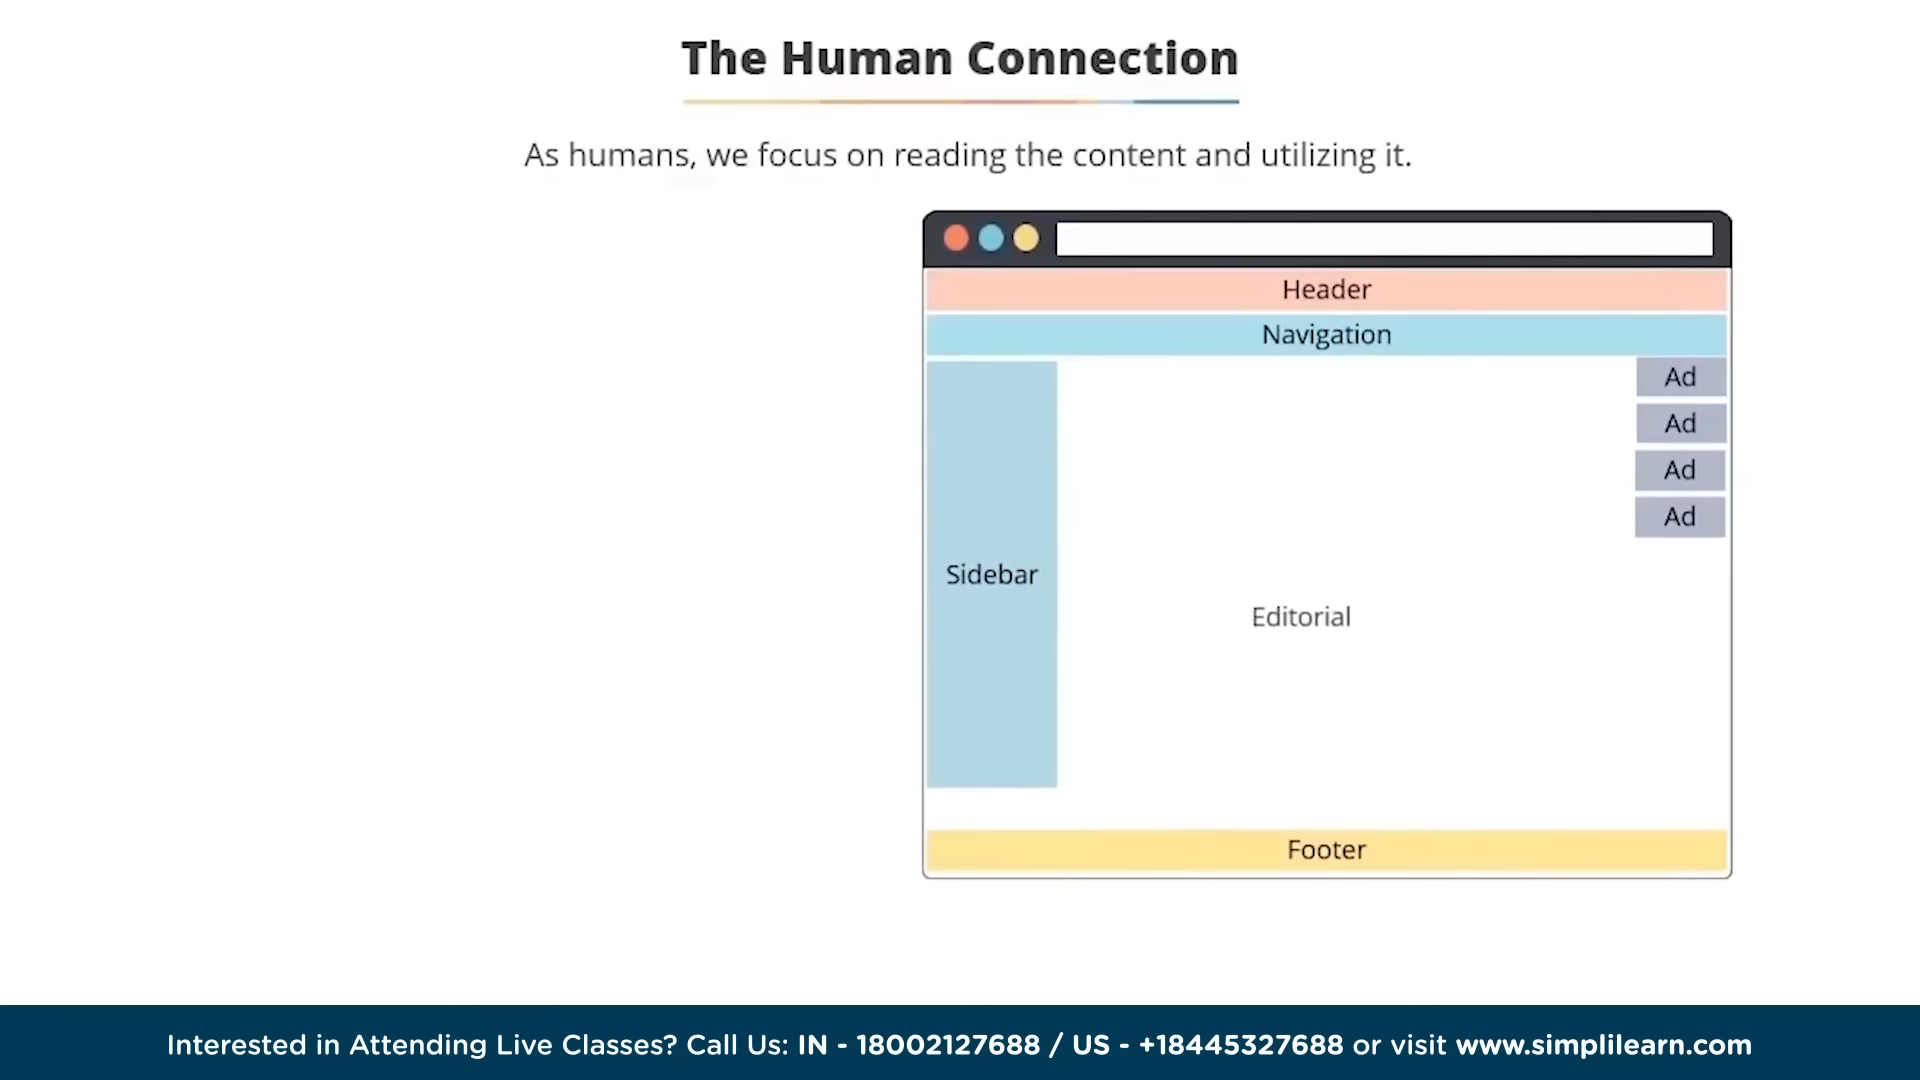 The Human Connection
As humans, we focus on reading the content and utilizing it.
Header
Navigation
Ad
Ad
Ad
Ad
Sidebar
Editorial
Footer
Interested in Attending Live Classes? Call Us: IN - 18002127688 / US - +18445327688 or visit www.simplilearn.com